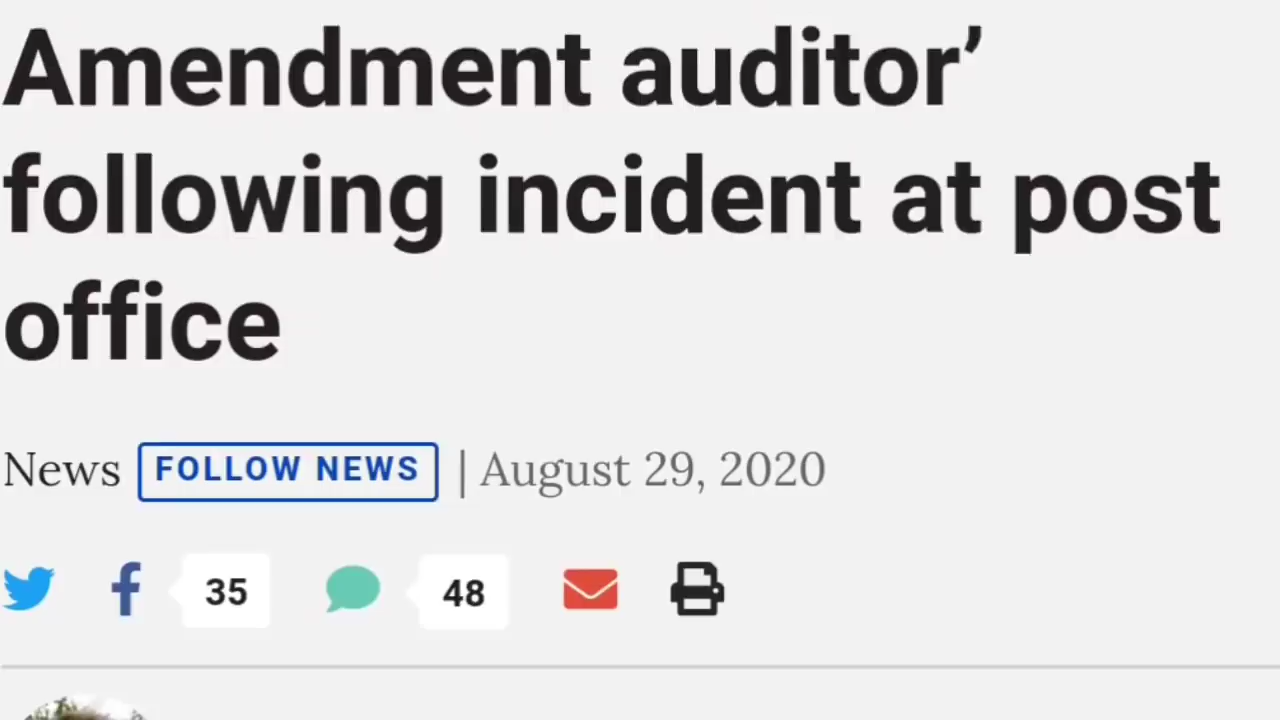 Amendment auditor’
following incident at post
office
News FOLLOW NEWS | August 29, 2020
35 48